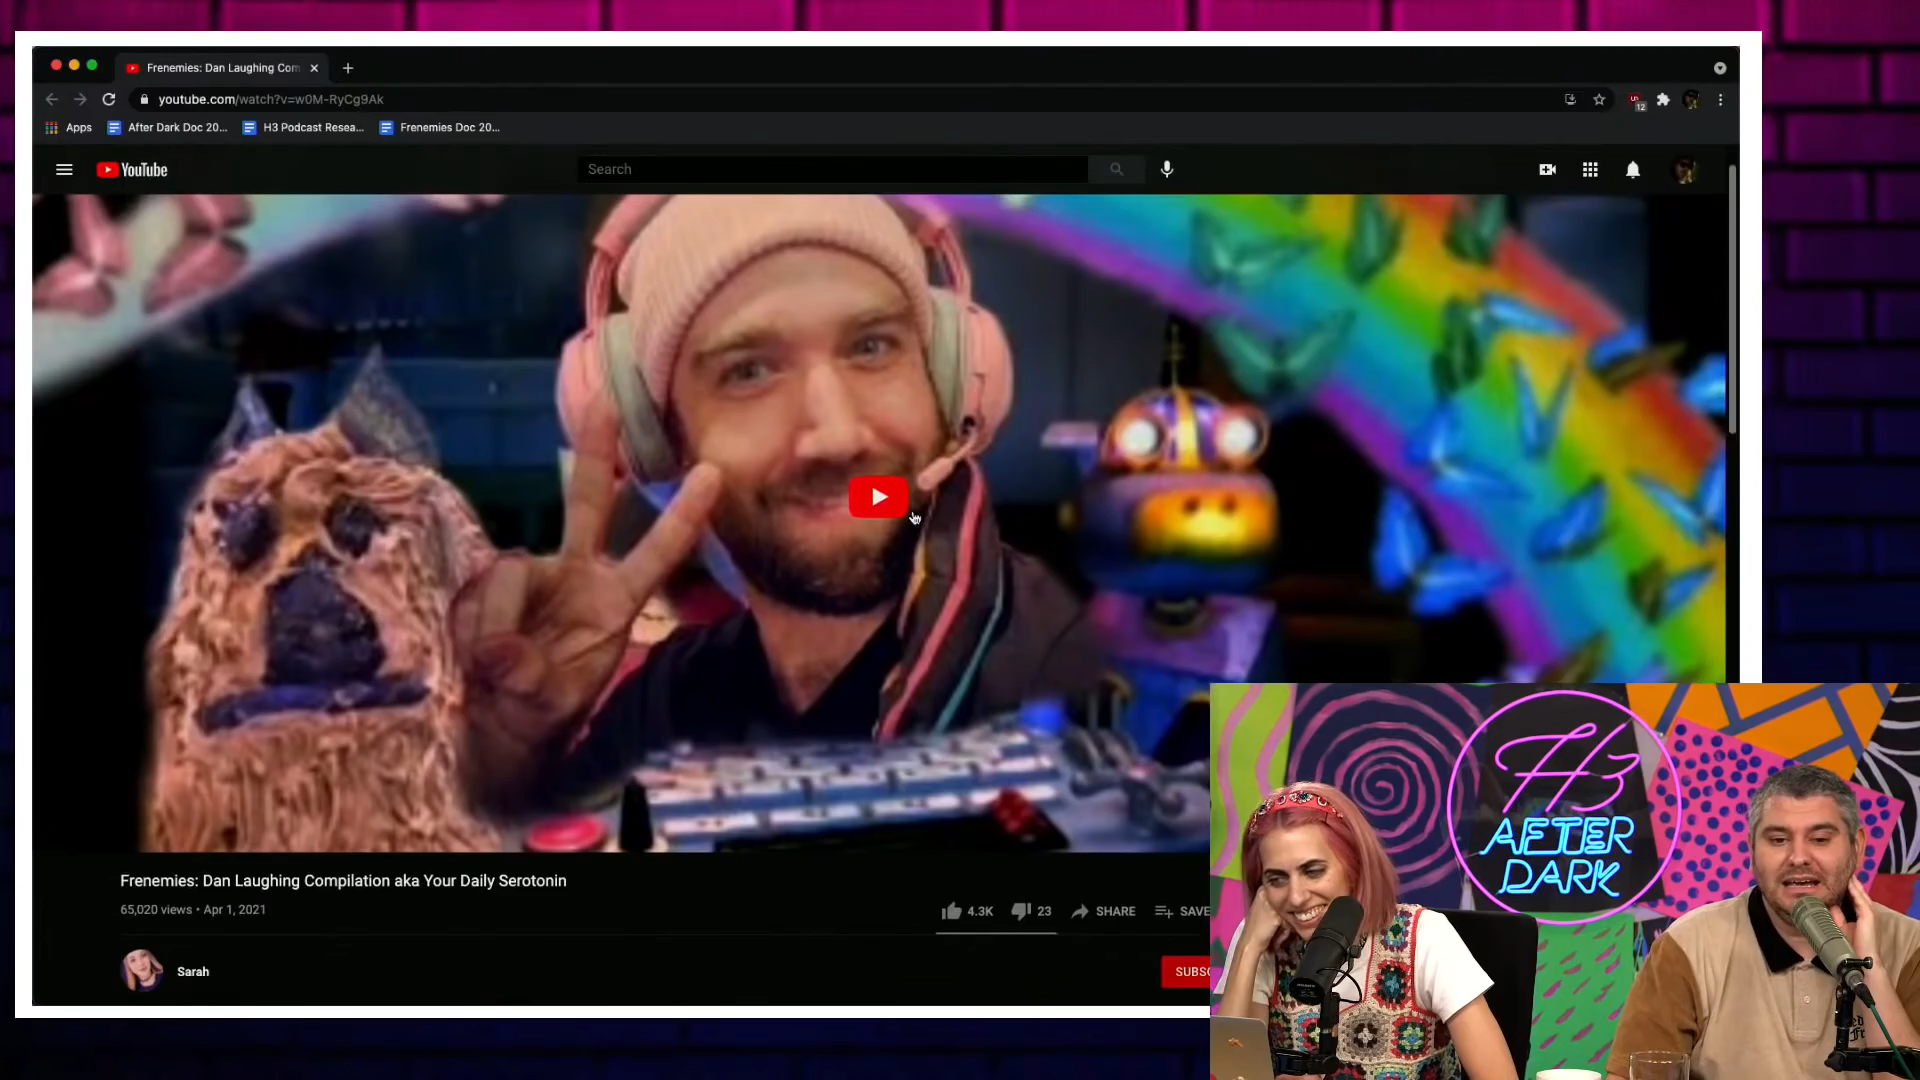 Frenemies: Dan Laughing Com
youtube.com/watch?v=w0M-RyCg9Ak
12
Apps
After Dark Doc 20...
H3 Podcast Resea...
Frenemies Doc 20...
YouTube
Search
Frenemies: Dan Laughing Compilation aka Your Daily Serotonin
65,020 views • Apr 1, 2021
4.3K
23
SHARE
SAVE
Sarah
SUBSC
H3
AFTER
DARK